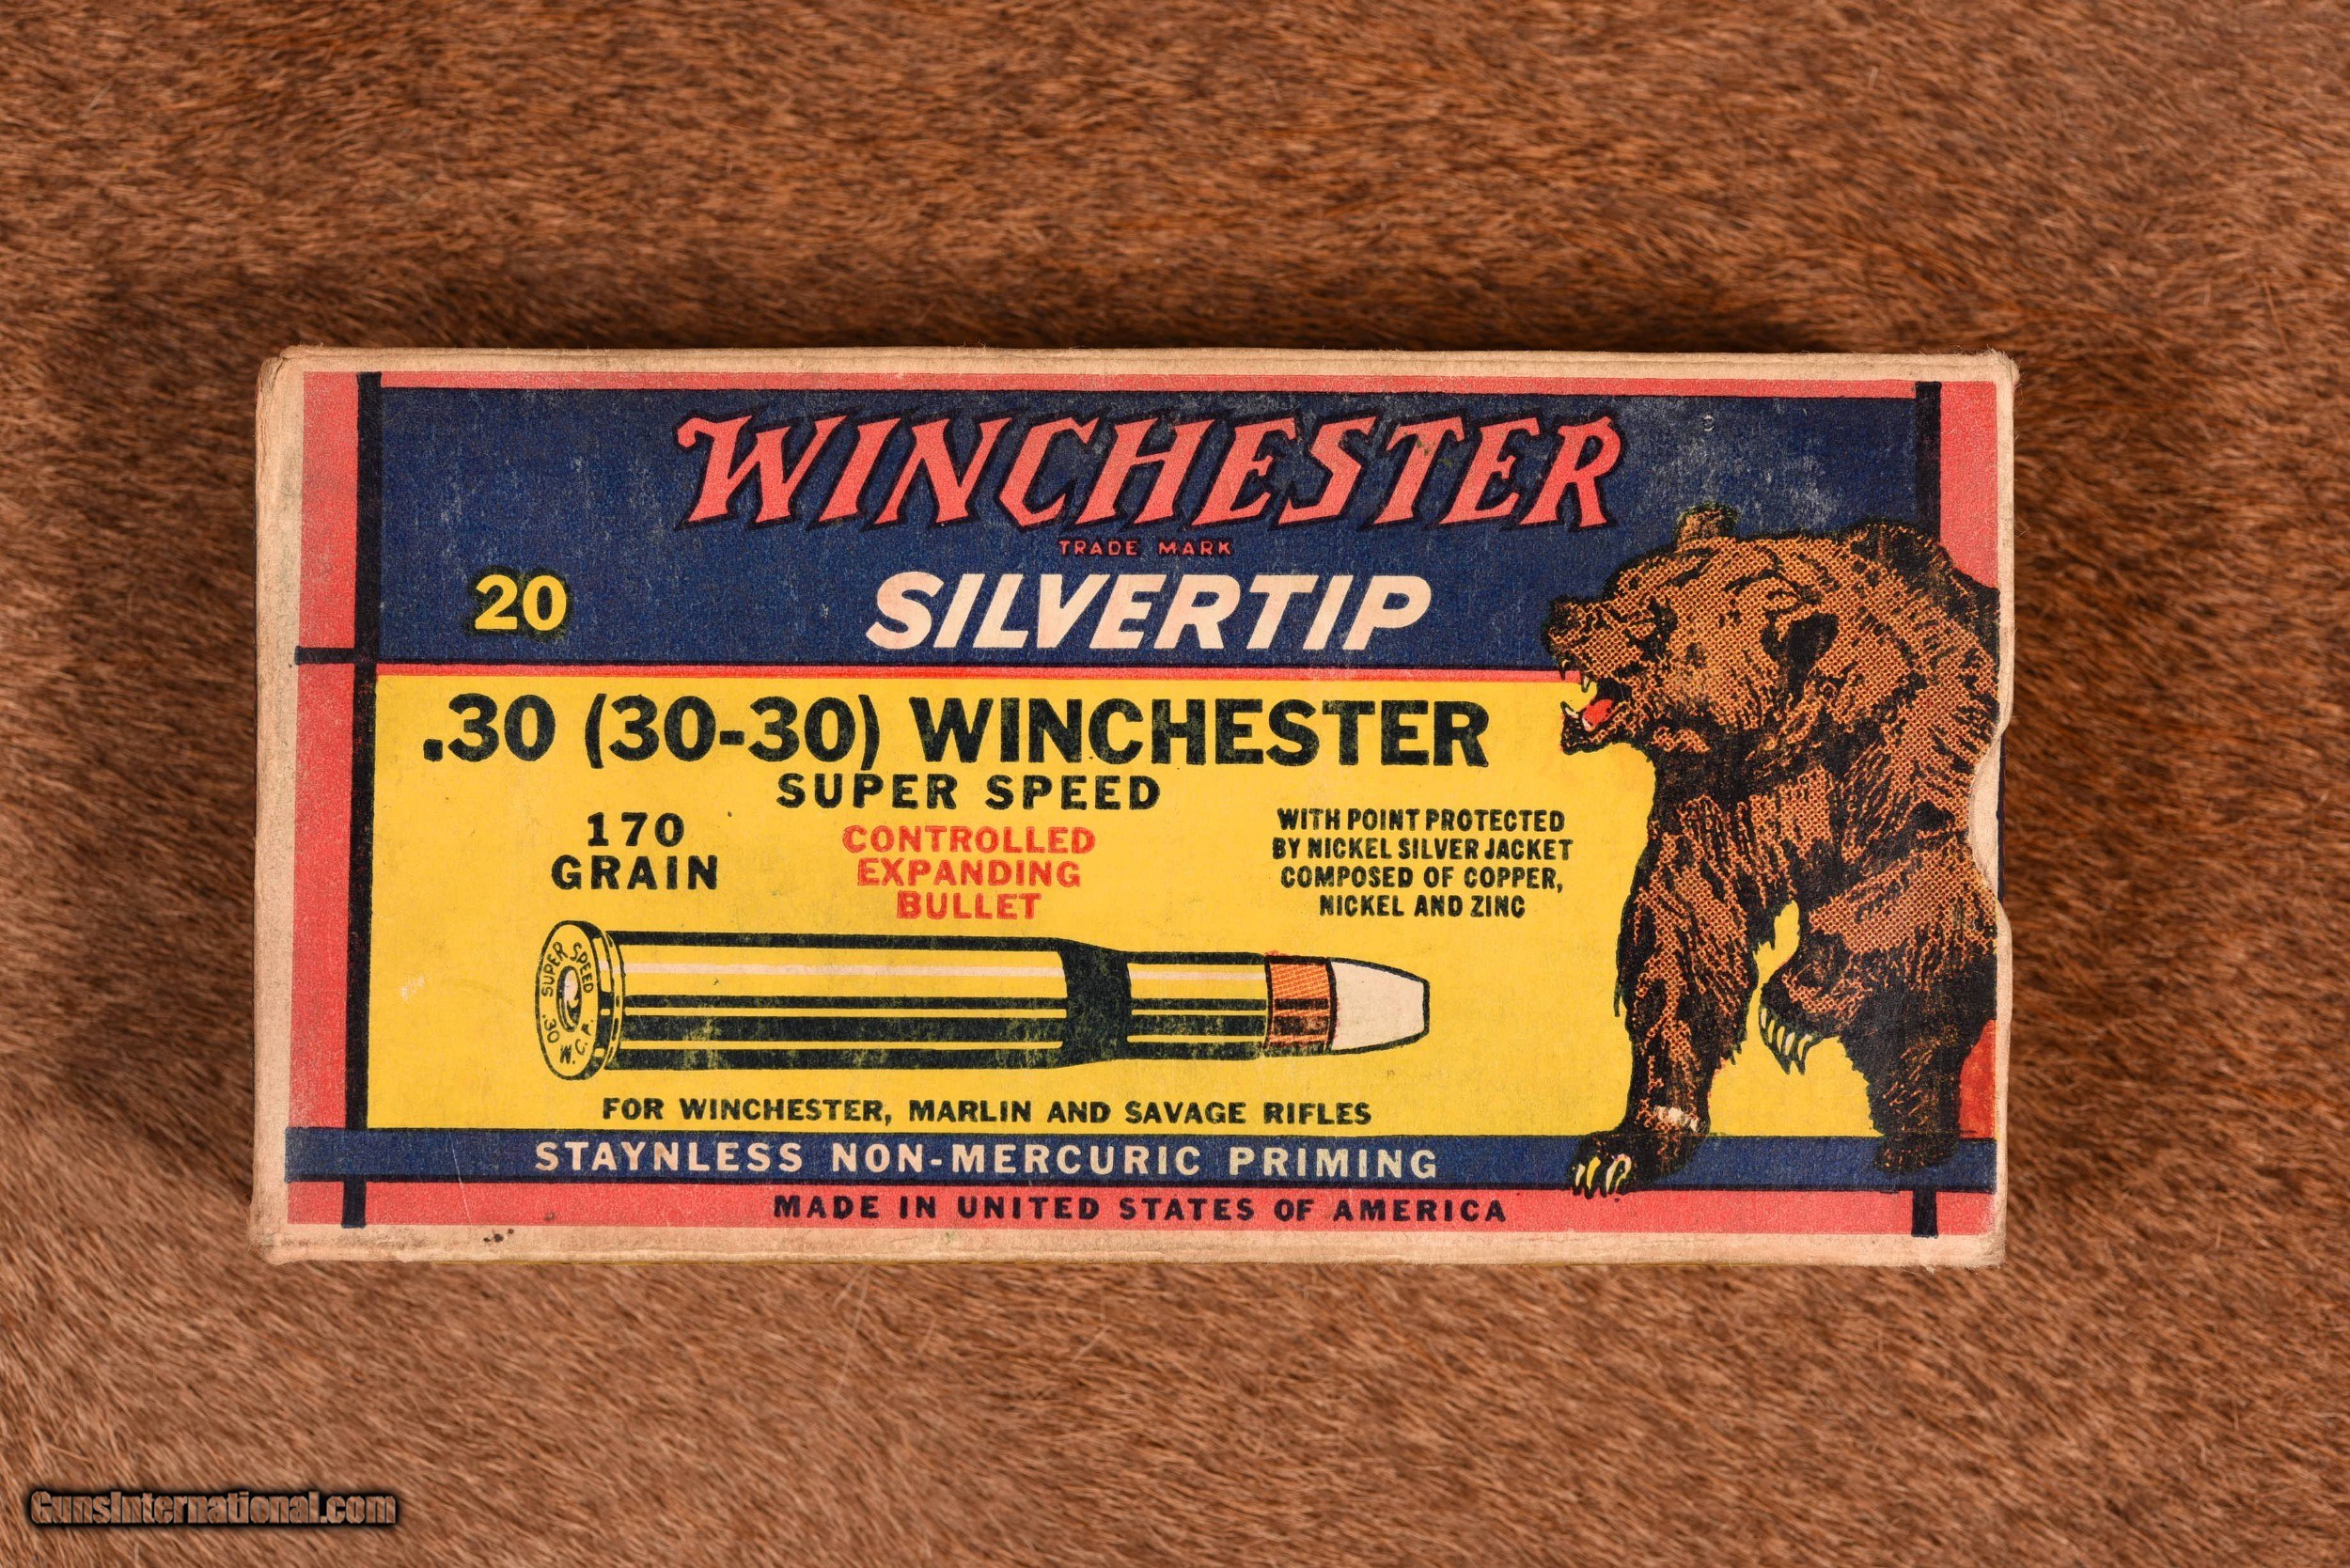 WINCHESTER
TRADE MARK
20
SILVERTIP
.30 (30-30) WINCHESTER
SUPER SPEED
170
GRAIN
CONTROLLED
EXPANDING
BULLET
WITH POINT PROTECTED
BY NICKEL SILVER JACKET
COMPOSED OF COPPER,
NICKEL AND ZINC
SUPER SPEED
.30 W.C.F.
FOR WINCHESTER, MARLIN AND SAVAGE RIFLES
STAYNLESS NON-MERCURIC PRIMING
MADE IN UNITED STATES OF AMERICA
GunsInternational.com